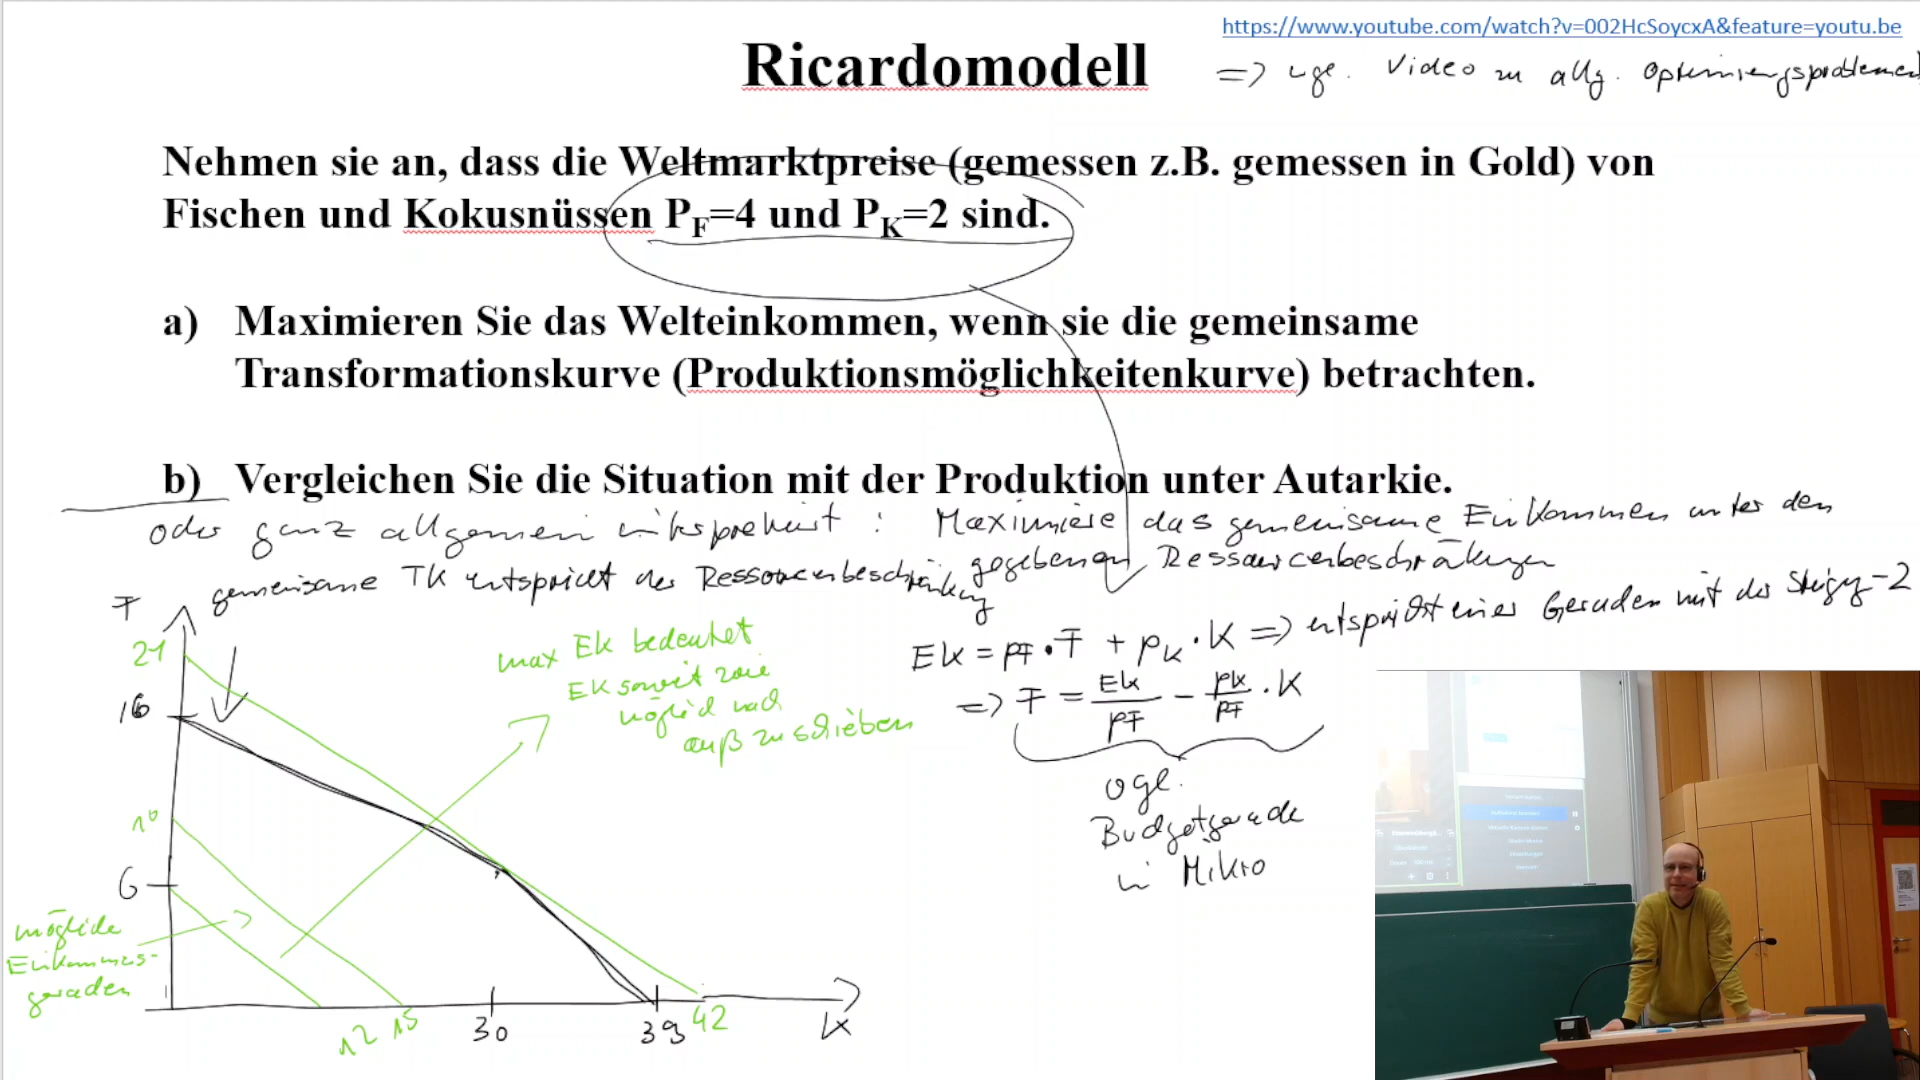 https://www.youtube.com/watch?v=002HcSoycxA&feature=youtu.be
Ricardomodell
=> vgl. Video zu allg. Optimierungsproblemen
Nehmen sie an, dass die Weltmarktpreise (gemessen z.B. gemessen in Gold) von
Fischen und Kokusnüssen PF=4 und PK=2 sind.
a) Maximieren Sie das Welteinkommen, wenn sie die gemeinsame
Transformationskurve (Produktionsmöglichkeitenkurve) betrachten.
b) Vergleichen Sie die Situation mit der Produktion unter Autarkie.
oder ganz allgemein : Maximiere das gemeinsame Einkommen unter den
gegebenen Ressourcenbeschränkungen
gemeinsame TK entspricht der Ressourcenbeschränkung
EK = PF · F + PK · K => entspricht einer Geraden mit der Steigung -2
=> F = EK/PF - PK/PF · K
vgl.
Budgetgerade
in Mikro
max EK bedeutet
EK soweit wie
möglich nach
außen zu schieben
F
21
16
10
6
mögliche
Einkommens-
geraden
12 15
30
39
42
K